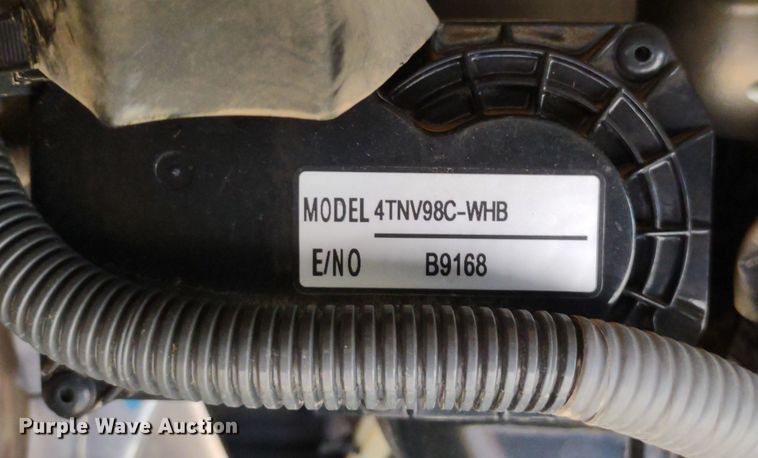 MODEL 4TNV98C-WHB
E/NO B9168
Purple Wave Auction